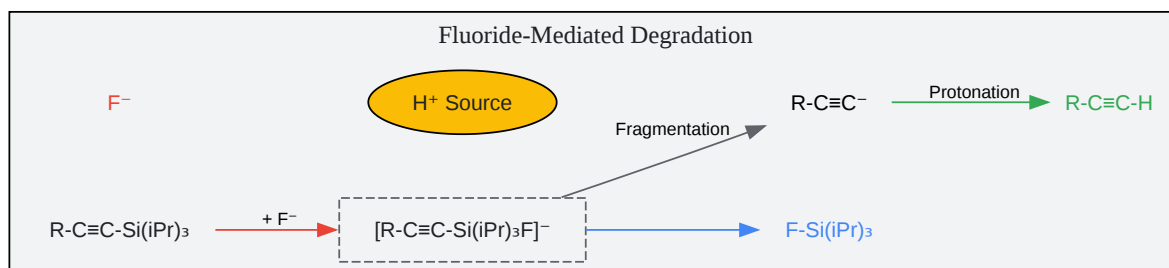 Fluoride-Mediated Degradation
F⁻
H⁺ Source
R-C≡C⁻
Protonation
R-C≡C-H
Fragmentation
R-C≡C-Si(iPr)₃
+ F⁻
[R-C≡C-Si(iPr)₃F]⁻
F-Si(iPr)₃